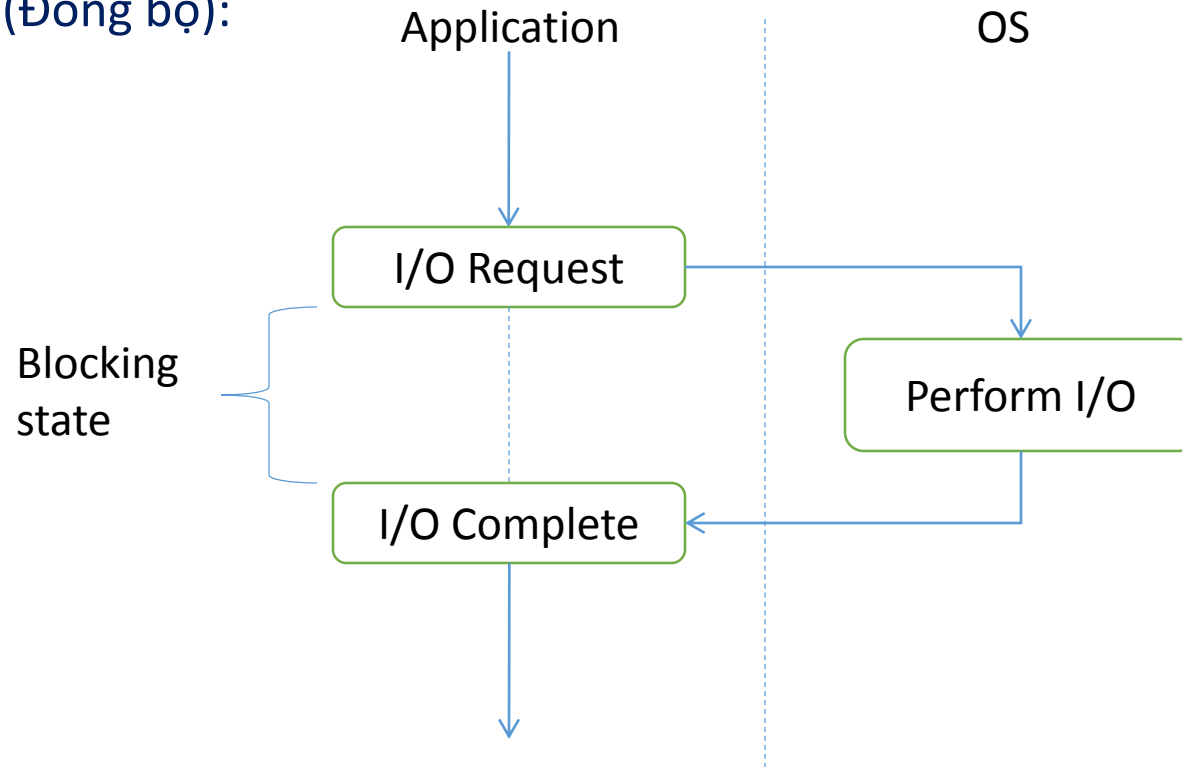 (Đồng bộ):
Application
OS
I/O Request
Blocking
state
Perform I/O
I/O Complete